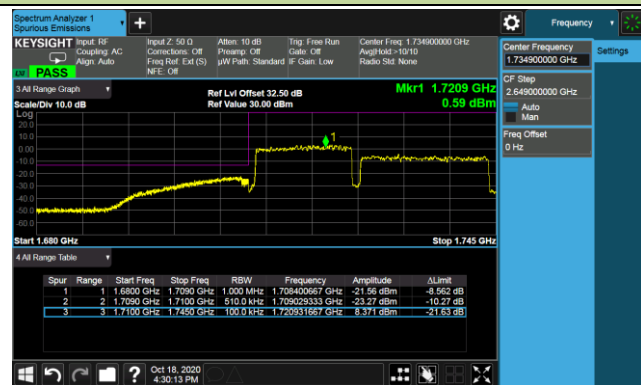 Spectrum Analyzer 1
Spurious Emissions
Frequency
KEYSIGHT
Input: RF
Coupling: AC
Align: Auto
Input Z: 50 Ω
Corrections: Off
Freq Ref: Ext (S)
NFE: Off
Atten: 10 dB
Preamp: Off
µW Path: Standard
Trig: Free Run
Gate: Off
IF Gain: Low
Center Freq: 1.734900000 GHz
Avg|Hold:>10/10
Radio Std: None
PASS
3 All Range Graph
Scale/Div 10.0 dB
Ref Lvl Offset 32.50 dB
Ref Value 30.00 dBm
Mkr1 1.7209 GHz
0.59 dBm
Log
20.0
10.0
0.00
-10.0
-20.0
-30.0
-40.0
-50.0
-60.0
1
Start 1.680 GHz
Stop 1.745 GHz
4 All Range Table
Spur Range Start Freq Stop Freq RBW Frequency Amplitude ΔLimit
1 1 1.6800 GHz 1.7090 GHz 1.000 MHz 1.708400667 GHz -21.56 dBm -8.562 dB
2 2 1.7090 GHz 1.7100 GHz 510.0 kHz 1.709029333 GHz -23.27 dBm -10.27 dB
3 3 1.7100 GHz 1.7450 GHz 100.0 kHz 1.720931667 GHz 8.371 dBm -21.63 dB
Center Frequency
1.734900000 GHz
Settings
CF Step
2.649000000 GHz
Auto
Man
Freq Offset
0 Hz
Oct 18, 2020
4:30:13 PM